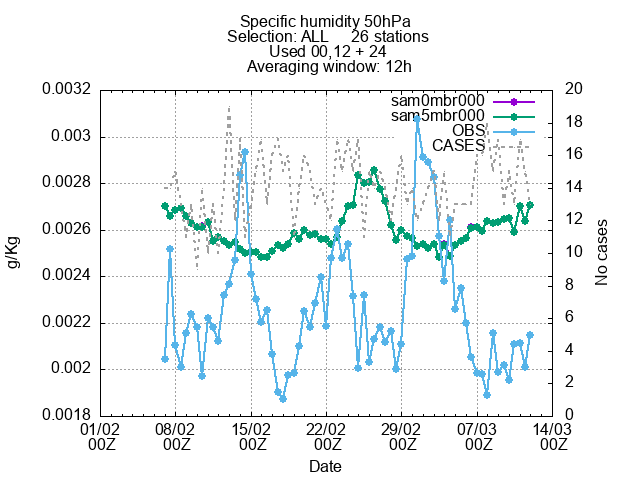 Specific humidity 50hPa
Selection: ALL 26 stations
Used 00,12 + 24
Averaging window: 12h
0.0032
0.003
0.0028
0.0026
0.0024
0.0022
0.002
0.0018
g/Kg
20
18
16
14
12
10
8
6
4
2
0
No cases
sam0mbr000
sam5mbr000
OBS
CASES
01/02 08/02 15/02 22/02 29/02 07/03 14/03
00Z 00Z 00Z 00Z 00Z 00Z 00Z
Date